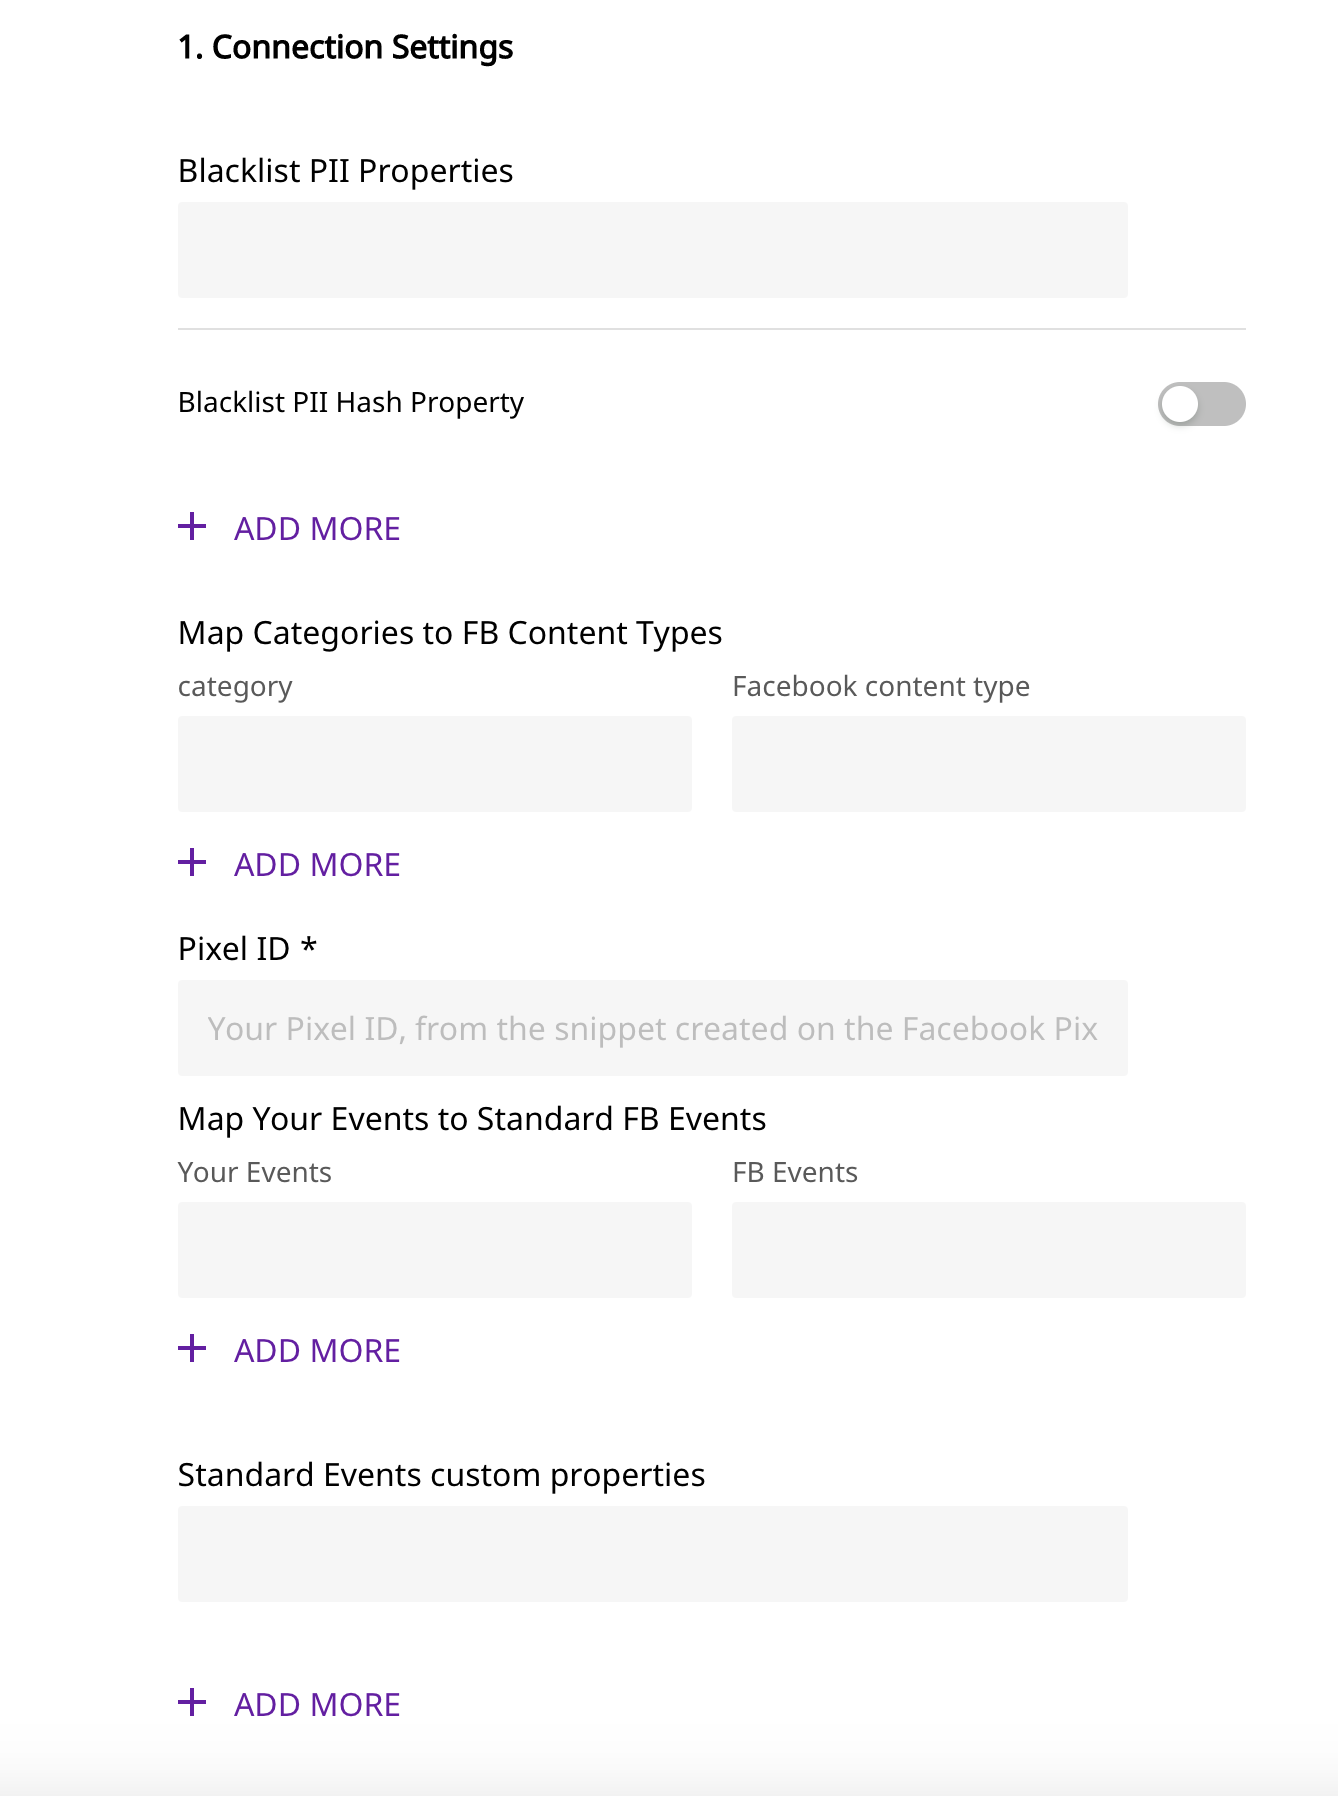 1. Connection Settings
Blacklist PII Properties
Blacklist PII Hash Property
+ ADD MORE
Map Categories to FB Content Types
category Facebook content type
+ ADD MORE
Pixel ID *
Your Pixel ID, from the snippet created on the Facebook Pix
Map Your Events to Standard FB Events
Your Events FB Events
+ ADD MORE
Standard Events custom properties
+ ADD MORE